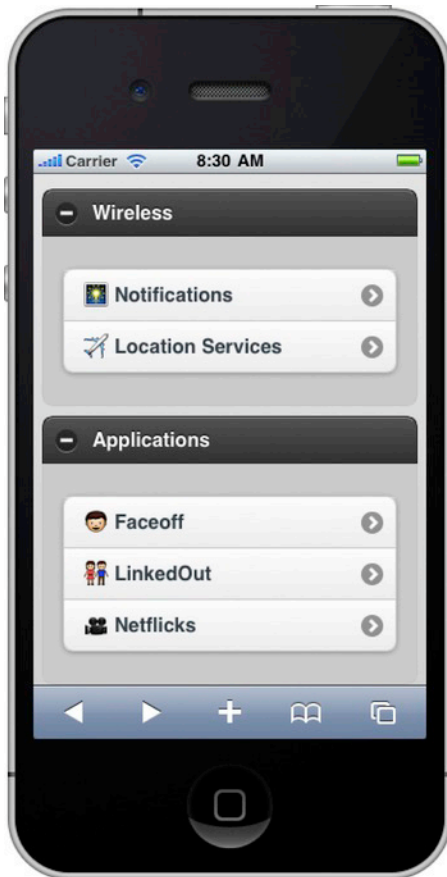 Carrier 8:30 AM
Wireless
Notifications
Location Services
Applications
Faceoff
LinkedOut
Netflicks